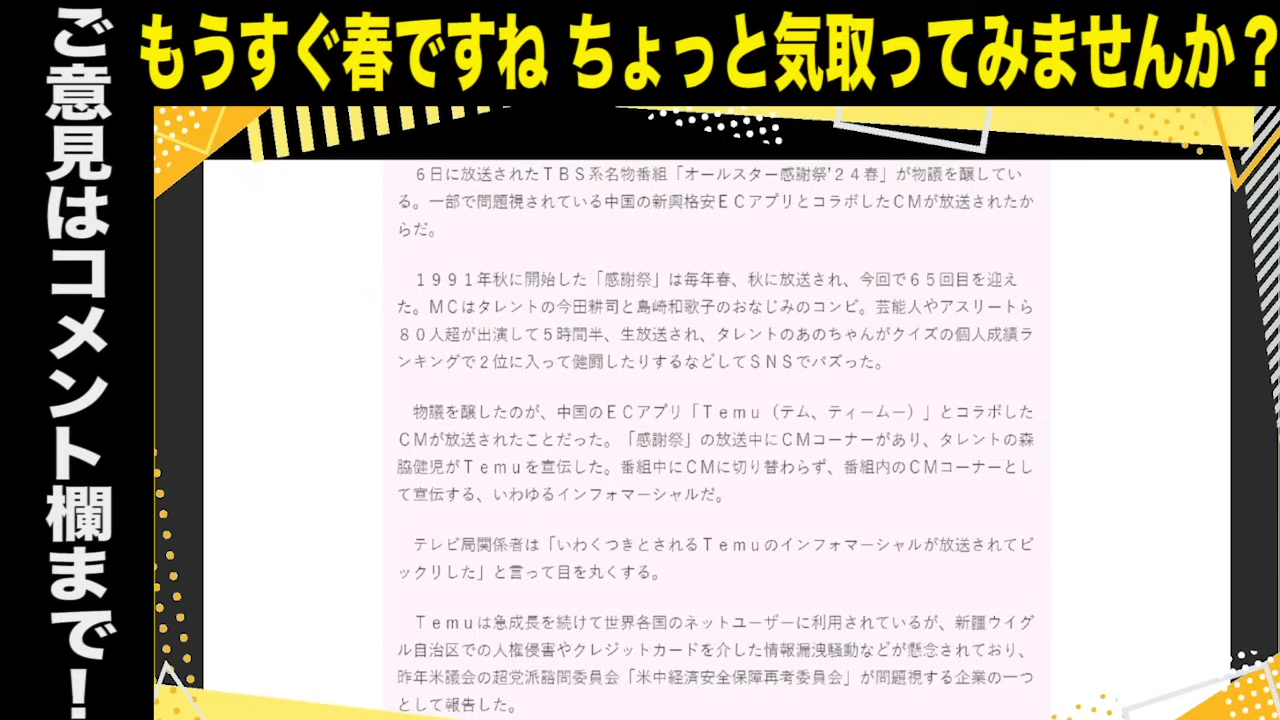 もうすぐ春ですね ちょっと気取ってみませんか？
ご意見はコメント欄まで！
６日に放送されたＴＢＳ系名物番組「オールスター感謝祭’２４春」が物議を醸してい
る。一部で問題視されている中国の新興格安ＥＣアプリとコラボしたＣＭが放送されたか
らだ。
１９９１年秋に開始した「感謝祭」は毎年春、秋に放送され、今回で６５回目を迎え
た。ＭＣはタレントの今田耕司と島崎和歌子のおなじみのコンビ。芸能人やアスリートら
８０人超が出演して５時間半、生放送され、タレントのあのちゃんがクイズの個人成績ラ
ンキングで２位に入って健闘したりするなどしてＳＮＳでバズった。
物議を醸したのが、中国のＥＣアプリ「Ｔｅｍｕ（テム、ティームー）」とコラボした
ＣＭが放送されたことだった。「感謝祭」の放送中にＣＭコーナーがあり、タレントの森
脇健児がＴｅｍｕを宣伝した。番組中にＣＭに切り替わらず、番組内のＣＭコーナーとし
て宣伝する、いわゆるインフォマーシャルだ。
テレビ局関係者は「いわくつきとされるＴｅｍｕのインフォマーシャルが放送されてビ
ックリした」と言って目を丸くする。
Ｔｅｍｕは急成長を続けて世界各国のネットユーザーに利用されているが、新疆ウイグ
ル自治区での人権侵害やクレジットカードを介した情報漏洩騒動などが懸念されており、
昨年米議会の超党派諮問委員会「米中経済安全保障再考委員会」が問題視する企業の一つ
として報告した。